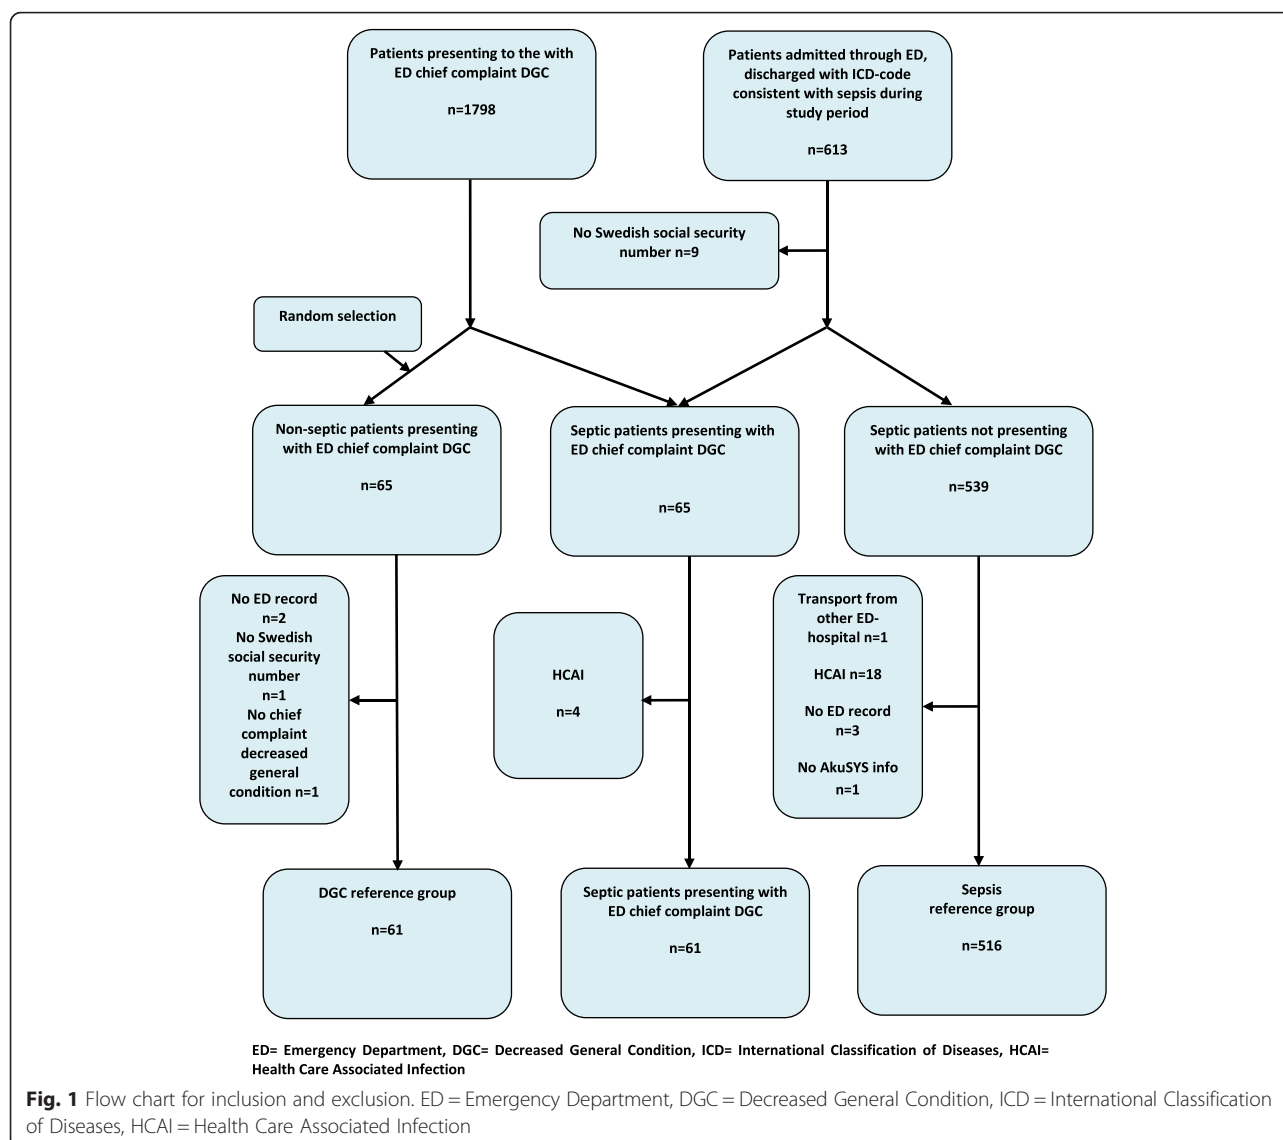 Patients presenting to the with
ED chief complaint DGC
n=1798
Patients admitted through ED,
discharged with ICD-code
consistent with sepsis during
study period
n=613
No Swedish social security
number n=9
Random selection
Non-septic patients presenting
with ED chief complaint DGC
n=65
Septic patients presenting with
ED chief complaint DGC
n=65
Septic patients not presenting
with ED chief complaint DGC
n=539
No ED record
n=2
No Swedish
social security
number
n=1
No chief
complaint
decreased
general
condition n=1
HCAI
n=4
Transport from
other ED-
hospital n=1
HCAI n=18
No ED record
n=3
No AkuSYS info
n=1
DGC reference group
n=61
Septic patients presenting with
ED chief complaint DGC
n=61
Sepsis
reference group
n=516
ED= Emergency Department, DGC= Decreased General Condition, ICD= International Classification of Diseases, HCAI=
Health Care Associated Infection
Fig. 1 Flow chart for inclusion and exclusion. ED = Emergency Department, DGC = Decreased General Condition, ICD = International Classification
of Diseases, HCAI = Health Care Associated Infection